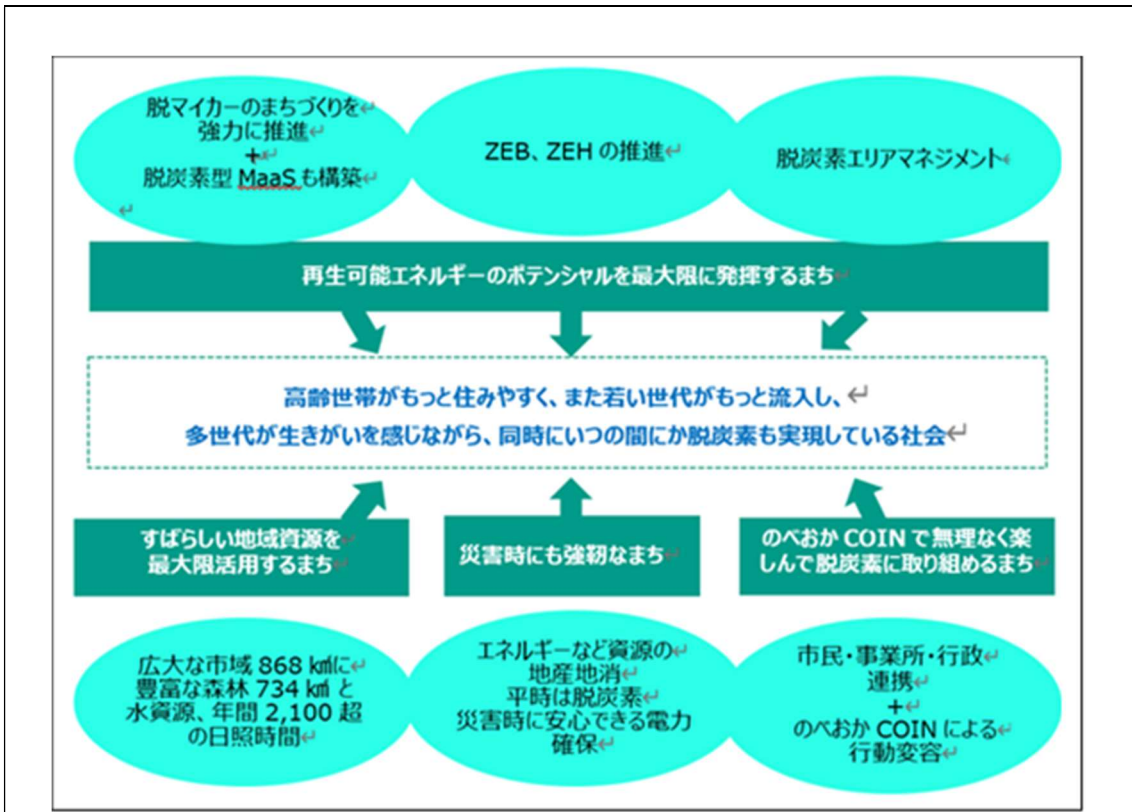 脱マイカーのまちづくりを↵
強力に推進↵
+↵
脱炭素型 MaaS も構築↵
↵
ZEB、ZEH の推進↵
脱炭素エリアマネジメント↵
再生可能エネルギーのポテンシャルを最大限に発揮するまち↵
高齢世帯がもっと住みやすく、また若い世代がもっと流入し、↵
多世代が生きがいを感じながら、同時にいつの間にか脱炭素も実現している社会↵
すばらしい地域資源を↵
最大限活用するまち↵
災害時にも強靭なまち↵
のべおか COIN で無理なく楽
しんで脱炭素に取り組めるまち↵
広大な市域 868 ㎢に↵
豊富な森林 734 ㎢ と↵
水資源、年間 2,100 超
の日照時間↵
エネルギーなど資源の↵
地産地消↵
平時は脱炭素↵
災害時に安心できる電力
確保↵
市民・事業所・行政↵
連携↵
+↵
のべおか COIN による↵
行動変容↵